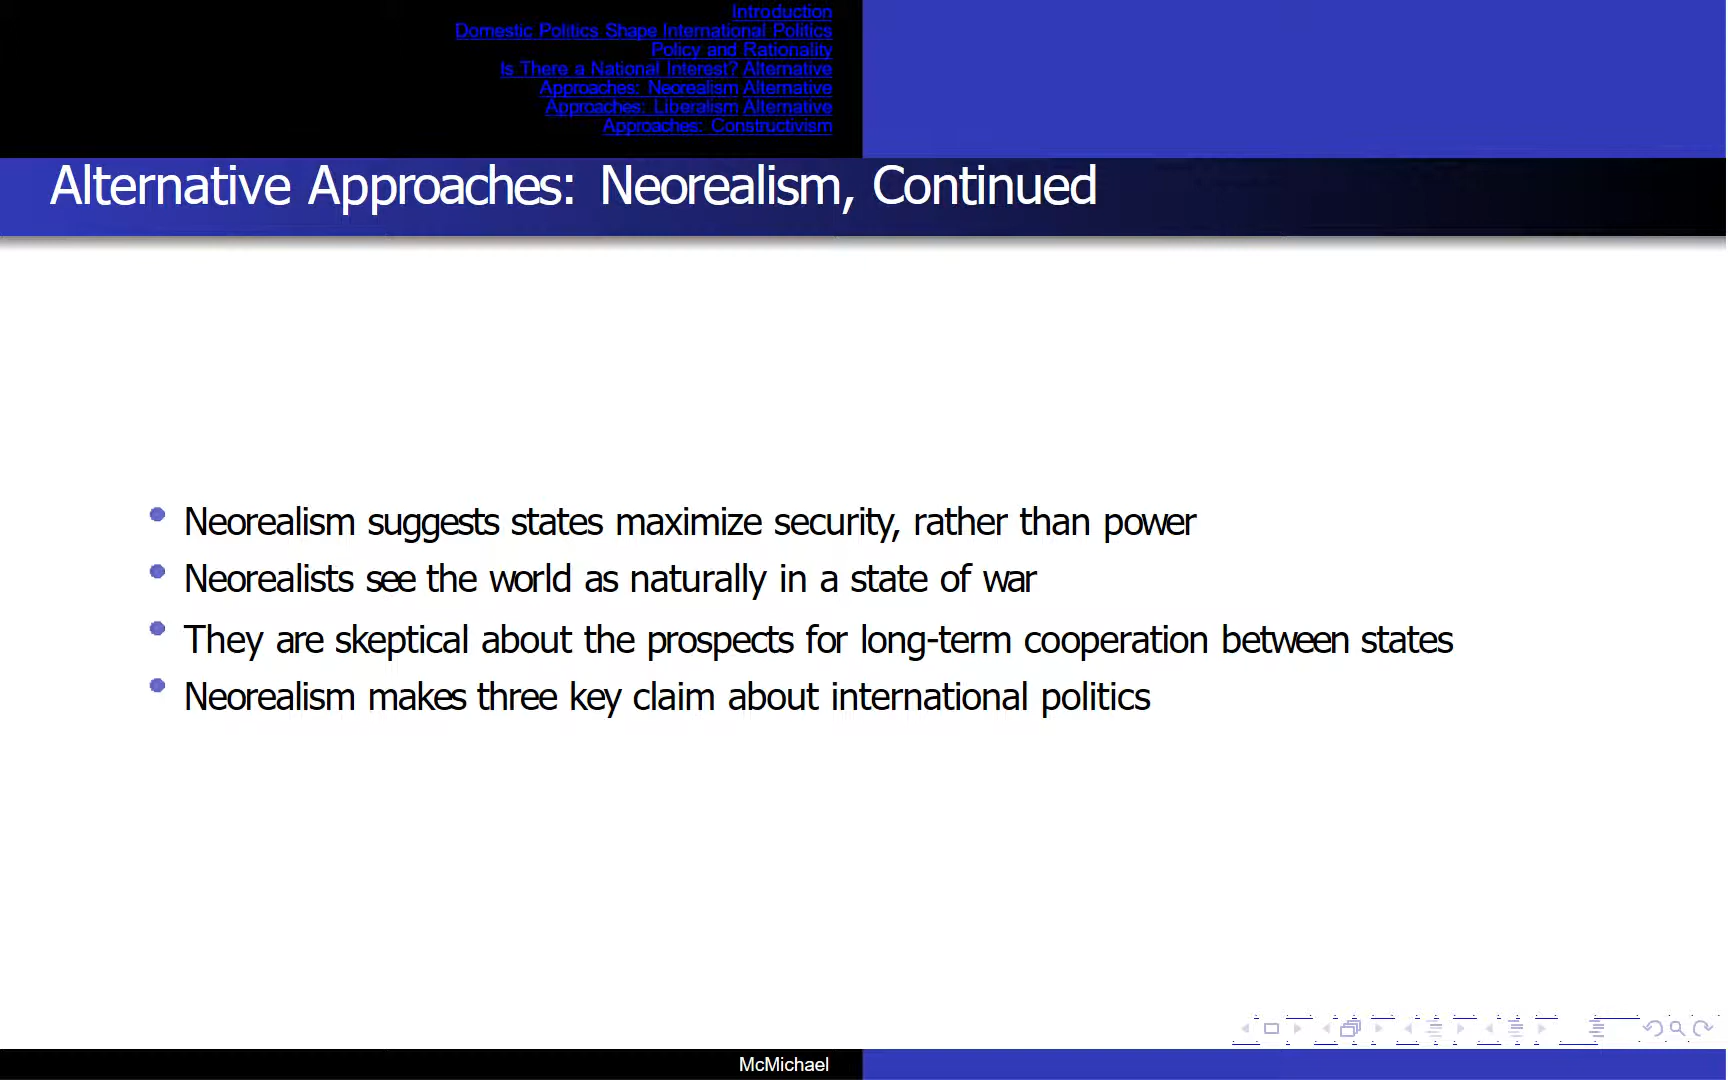 Introduction
Domestic Politics Shape International Politics
Policy and Rationality
Is There a National Interest? Alternative
Approaches: Neorealism Alternative
Approaches: Liberalism Alternative
Approaches: Constructivism
Alternative Approaches: Neorealism, Continued
Neorealism suggests states maximize security, rather than power
Neorealists see the world as naturally in a state of war
They are skeptical about the prospects for long-term cooperation between states
Neorealism makes three key claim about international politics
McMichael